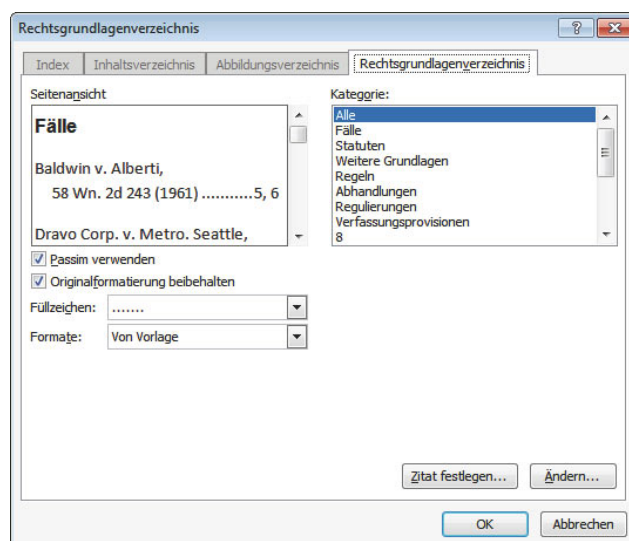 Rechtsgrundlagenverzeichnis
Index
Inhaltsverzeichnis
Abbildungsverzeichnis
Rechtsgrundlagenverzeichnis
Seitenansicht
Fälle
Baldwin v. Alberti,
58 Wn. 2d 243 (1961) ...........5, 6
Dravo Corp. v. Metro. Seattle,
Kategorie:
Alle
Fälle
Statuten
Weitere Grundlagen
Regeln
Abhandlungen
Regulierungen
Verfassungsprovisionen
8
Passim verwenden
Originalformatierung beibehalten
Füllzeichen: .......
Formate: Von Vorlage
Zitat festlegen... Ändern...
OK Abbrechen